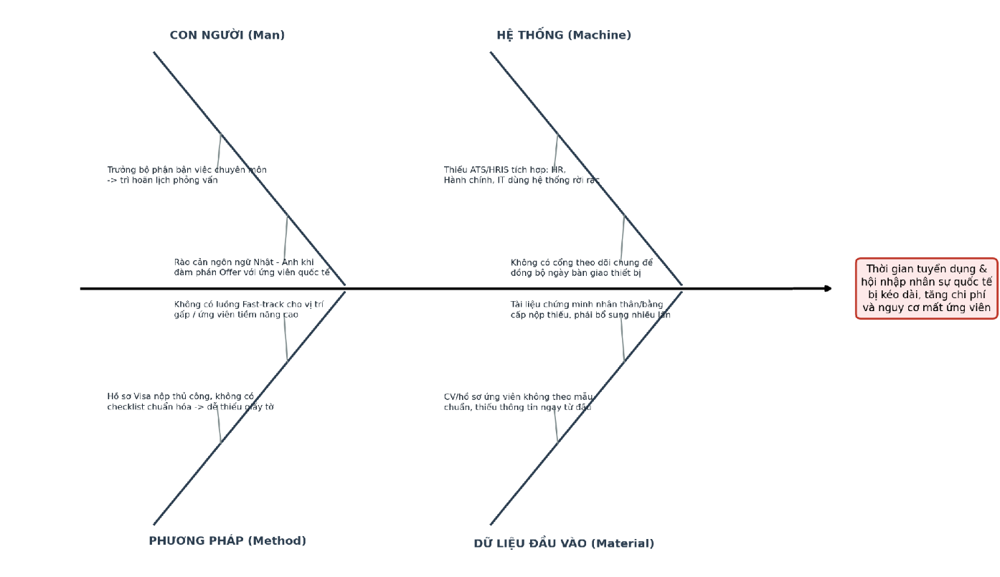 CON NGƯỜI (Man)
HỆ THỐNG (Machine)
Trưởng bộ phận bận việc chuyên môn
-> trì hoãn lịch phỏng vấn
Thiếu ATS/HRIS tích hợp: HR,
Hành chính, IT dùng hệ thống rời rạc
Rào cản ngôn ngữ Nhật - Anh khi
đàm phán Offer với ứng viên quốc tế
Không có cổng theo dõi chung để
đồng bộ ngày bàn giao thiết bị
Thời gian tuyển dụng &
hội nhập nhân sự quốc tế
bị kéo dài, tăng chi phí
và nguy cơ mất ứng viên
Không có luồng Fast-track cho vị trí
gấp / ứng viên tiềm năng cao
Tài liệu chứng minh nhân thân/bằng
cấp nộp thiếu, phải bổ sung nhiều lần
Hồ sơ Visa nộp thủ công, không có
checklist chuẩn hóa -> dễ thiếu giấy tờ
CV/hồ sơ ứng viên không theo mẫu
chuẩn, thiếu thông tin ngay từ đầu
PHƯƠNG PHÁP (Method)
DỮ LIỆU ĐẦU VÀO (Material)